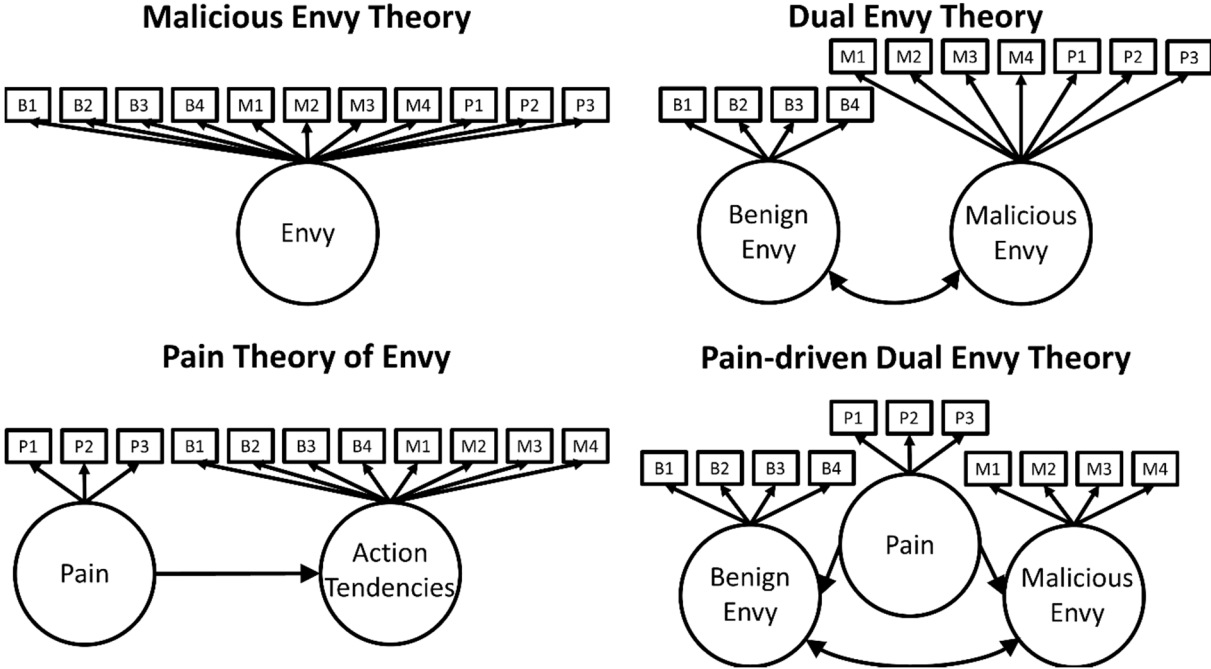 Malicious Envy Theory
B1 B2 B3 B4 M1 M2 M3 M4 P1 P2 P3
Envy
Dual Envy Theory
M1 M2 M3 M4 P1 P2 P3
B1 B2 B3 B4
Benign
Envy
Malicious
Envy
Pain Theory of Envy
P1 P2 P3 B1 B2 B3 B4 M1 M2 M3 M4
Pain
Action
Tendencies
Pain-driven Dual Envy Theory
P1 P2 P3
B1 B2 B3 B4
M1 M2 M3 M4
Benign
Envy
Pain
Malicious
Envy